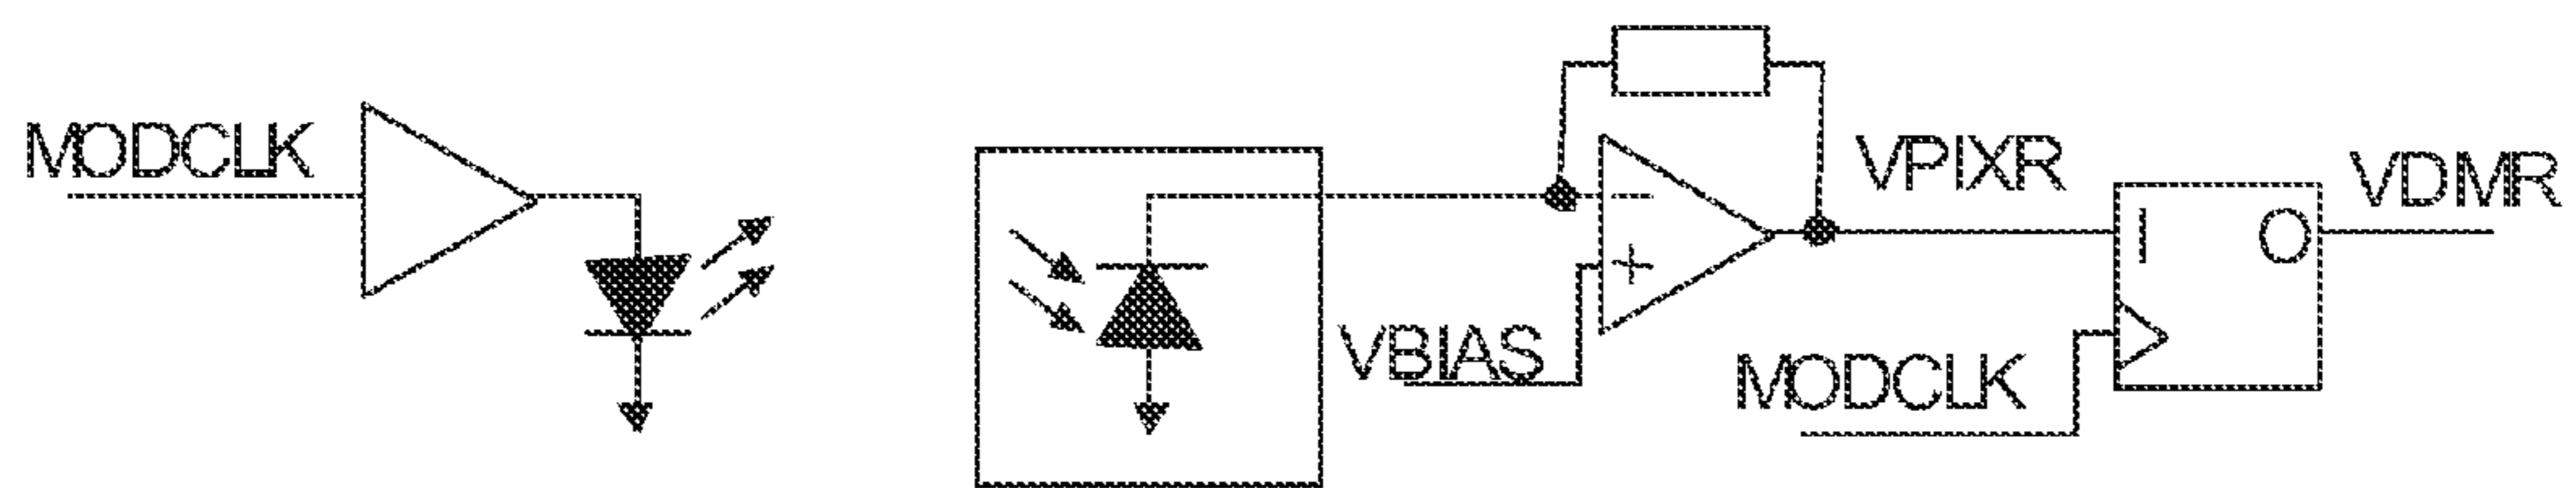 MODCLK
VPIXR
VDMR
I O
- +
VBIAS
MODCLK